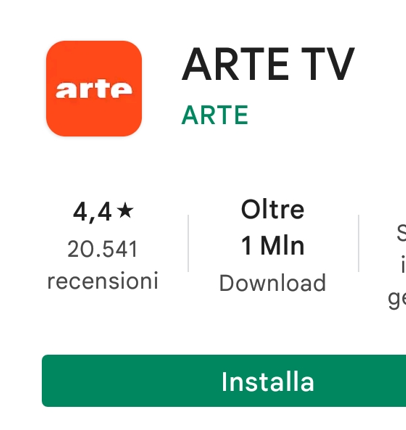 arte
ARTE TV
ARTE
4,4★
20.541
recensioni
Oltre
1 Mln
Download
Installa